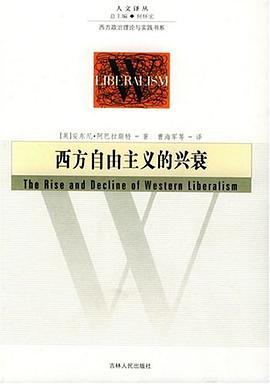 人文译丛
总主编◆何怀宏
西方政治理论与实践书系
W
LIBERALISM
[英]安东尼·阿巴拉斯特 — 著 曹海军等 — 译
西方自由主义的兴衰
The Rise and Decline of Western Liberalism
W
吉林人民出版社